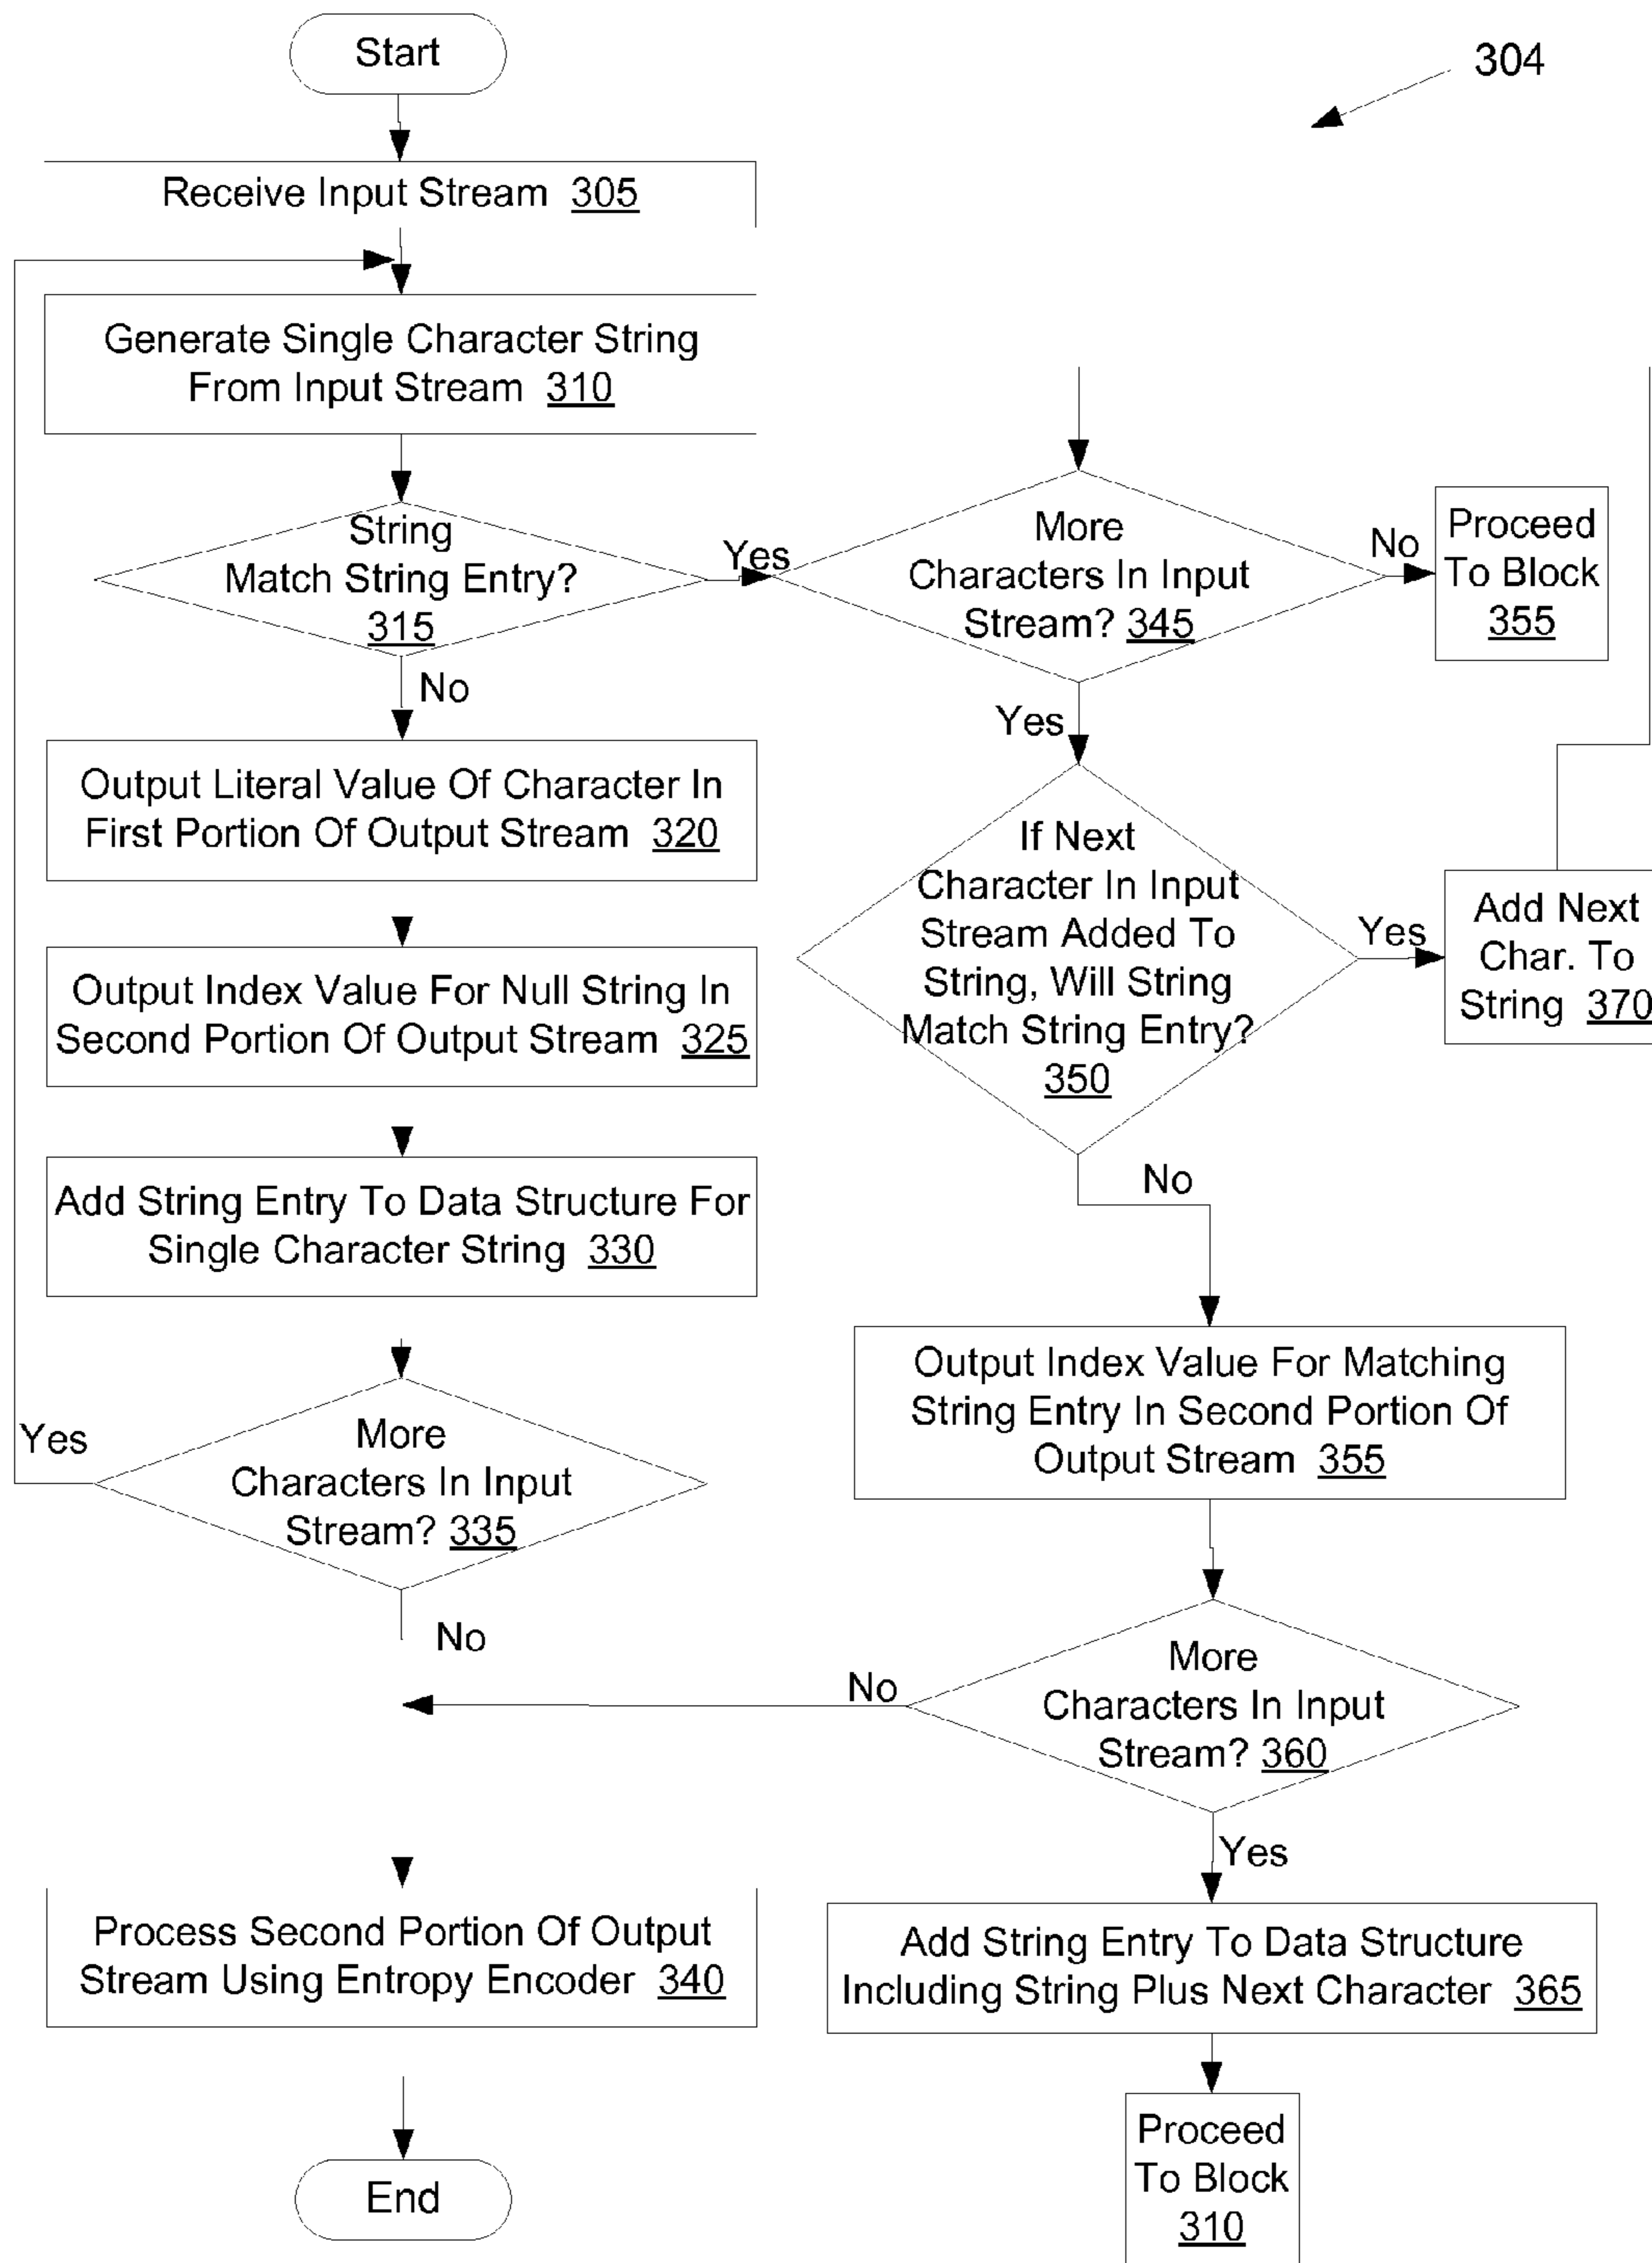 Start
304
Receive Input Stream 305
Generate Single Character String
From Input Stream 310
String
Match String Entry?
315
Yes
No
More
Characters In Input
Stream? 345
No
Proceed
To Block
355
Yes
Output Literal Value Of Character In
First Portion Of Output Stream 320
If Next
Character In Input
Stream Added To
String, Will String
Match String Entry?
350
Yes
Add Next
Char. To
String 370
Output Index Value For Null String In
Second Portion Of Output Stream 325
Add String Entry To Data Structure For
Single Character String 330
No
Output Index Value For Matching
String Entry In Second Portion Of
Output Stream 355
Yes
More
Characters In Input
Stream? 335
No
No
More
Characters In Input
Stream? 360
Yes
Process Second Portion Of Output
Stream Using Entropy Encoder 340
Add String Entry To Data Structure
Including String Plus Next Character 365
End
Proceed
To Block
310